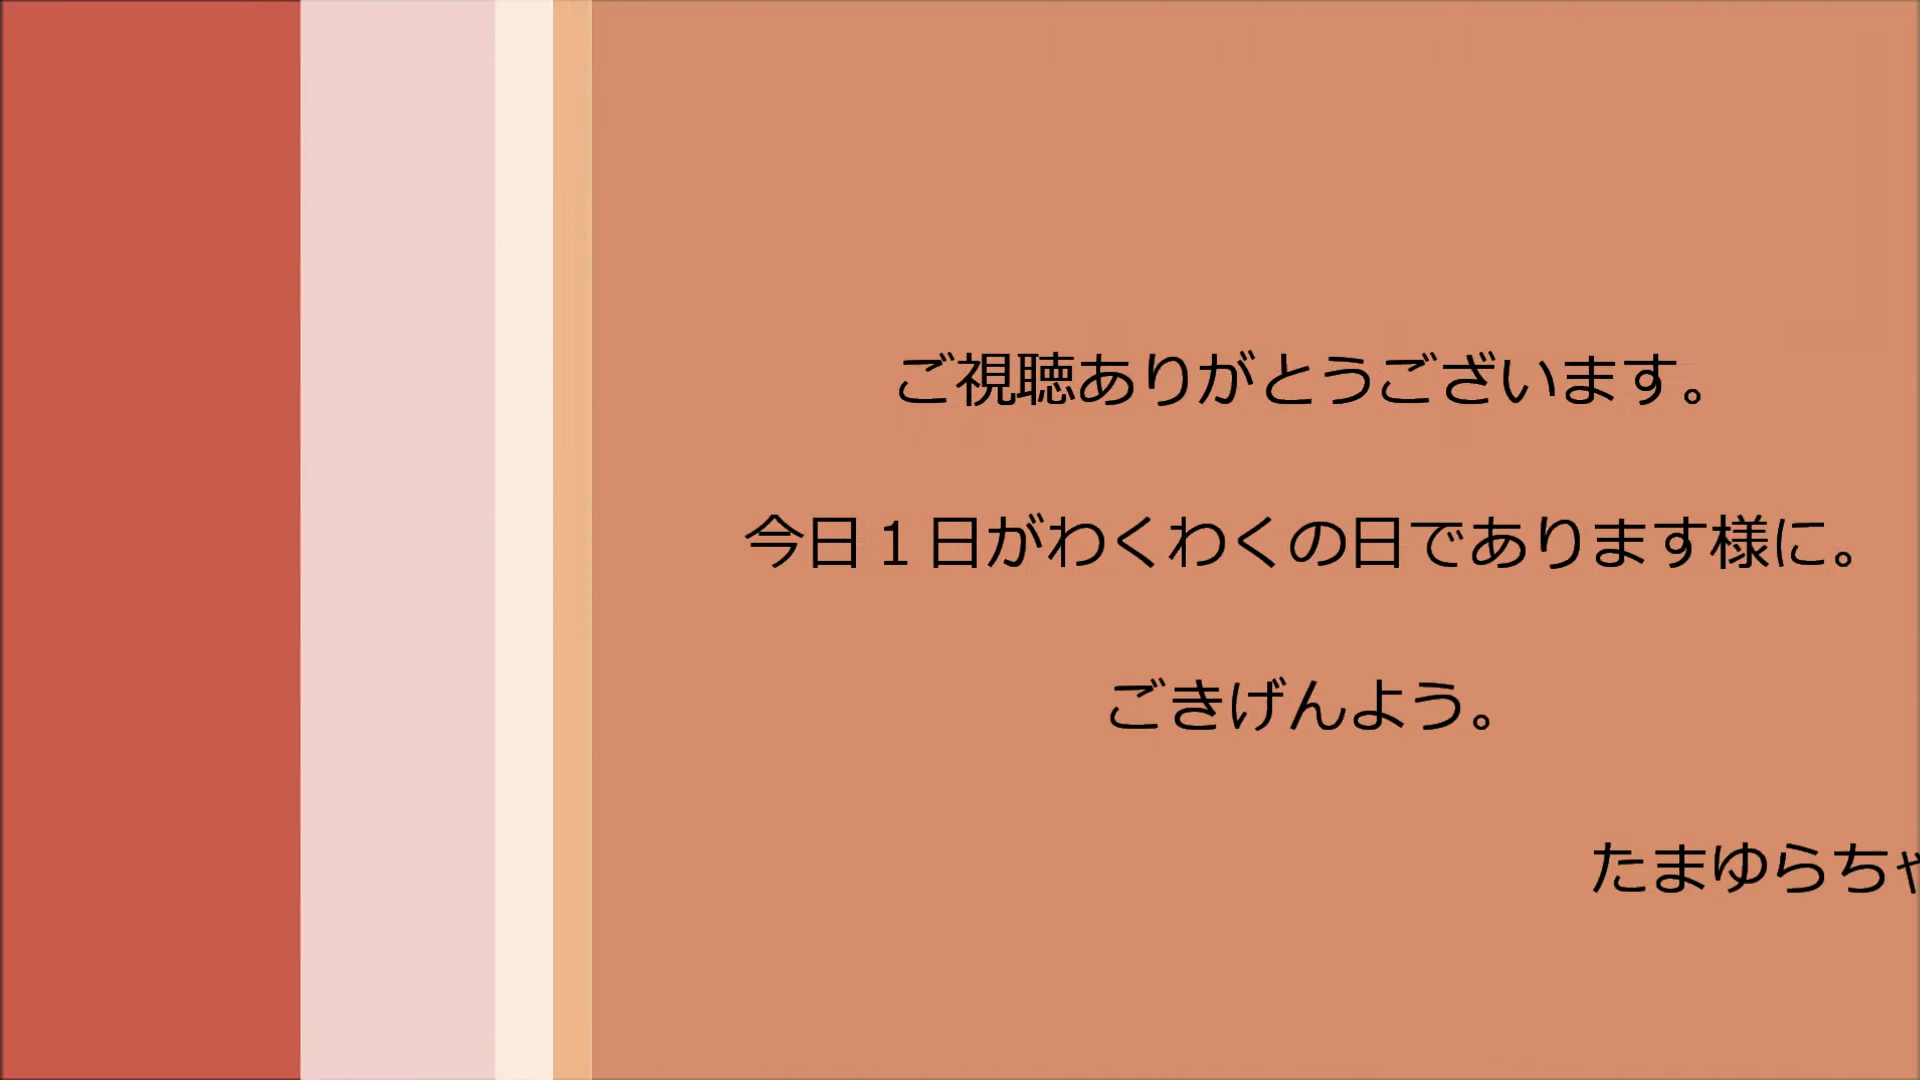 ご視聴ありがとうございます。
今日１日がわくわくの日であります様に。
ごきげんよう。
たまゆらちゃ